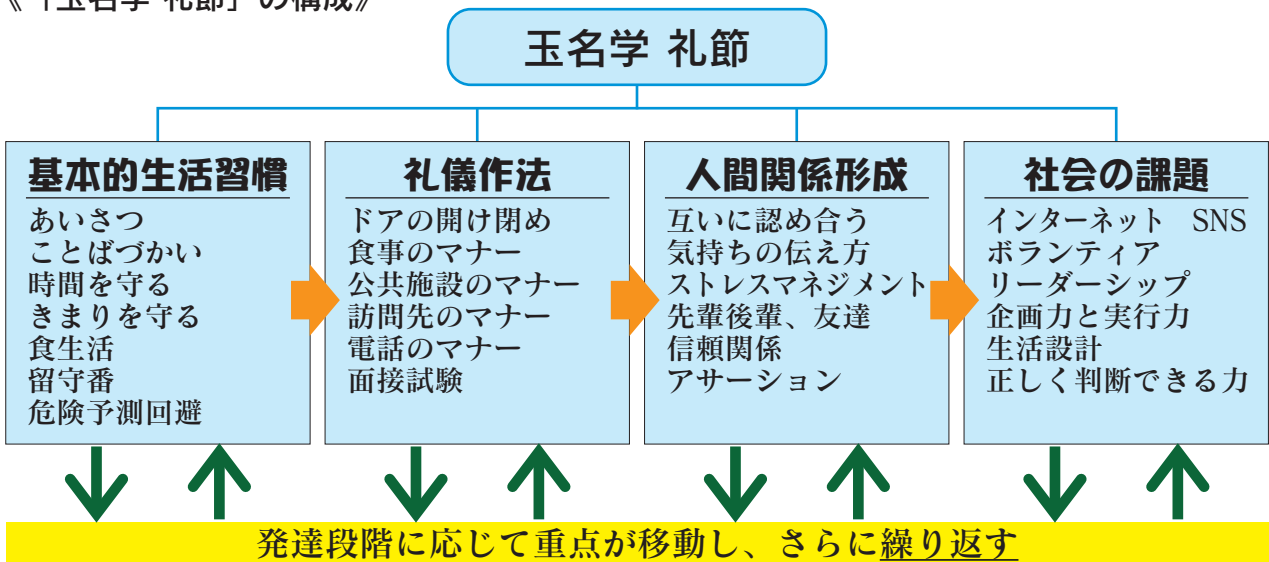 《「玉名学 礼節」の構成》
玉名学 礼節
基本的生活習慣
あいさつ
ことばづかい
時間を守る
きまりを守る
食生活
留守番
危険予測回避
礼儀作法
ドアの開け閉め
食事のマナー
公共施設のマナー
訪問先のマナー
電話のマナー
面接試験
人間関係形成
互いに認め合う
気持ちの伝え方
ストレスマネジメント
先輩後輩、友達
信頼関係
アサーション
社会の課題
インターネット　SNS
ボランティア
リーダーシップ
企画力と実行力
生活設計
正しく判断できる力
発達段階に応じて重点が移動し、さらに繰り返す